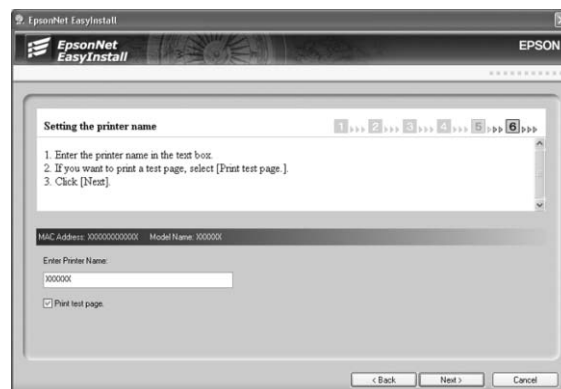 EpsonNet EasyInstall
EpsonNet
EasyInstall
EPSON
Setting the printer name
1 2 3 4 5 6
1. Enter the printer name in the text box.
2. If you want to print a test page, select [Print test page.].
3. Click [Next].
MAC Address: XXXXXXXXXXXX Model Name: XXXXXX
Enter Printer Name:
XXXXXX
Print test page.
< Back Next > Cancel